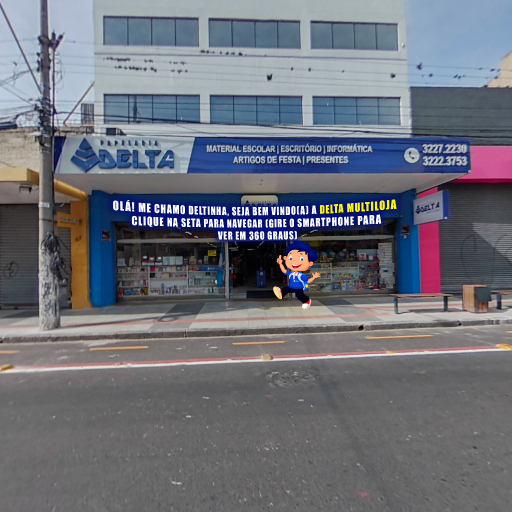 PAPELARIA
DELTA
MATERIAL ESCOLAR | ESCRITÓRIO | INFORMÁTICA
ARTIGOS DE FESTA | PRESENTES
3227.2230
3222.3753
OLÁ! ME CHAMO DELTINHA, SEJA BEM VINDO(A) A DELTA MULTILOJA
CLIQUE NA SETA PARA NAVEGAR (GIRE O SMARTPHONE PARA
VER EM 360 GRAUS)
DELTA